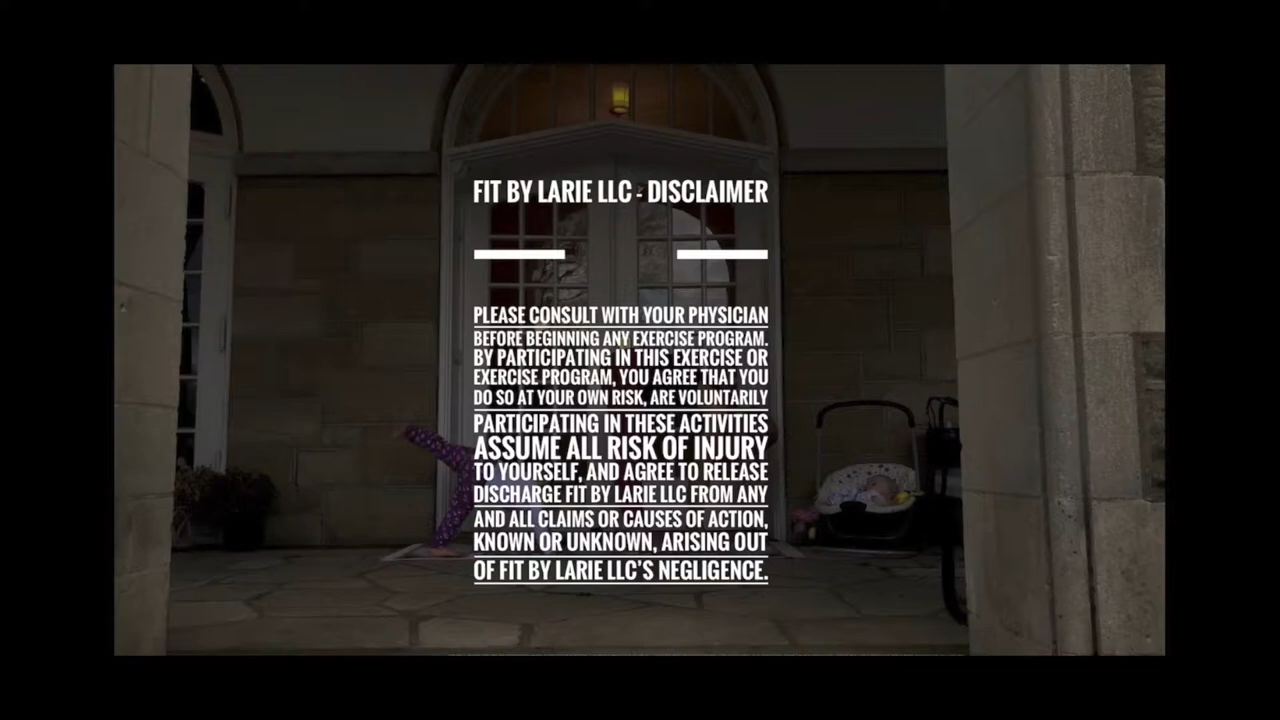 FIT BY LARIE LLC - DISCLAIMER
PLEASE CONSULT WITH YOUR PHYSICIAN
BEFORE BEGINNING ANY EXERCISE PROGRAM.
BY PARTICIPATING IN THIS EXERCISE OR
EXERCISE PROGRAM, YOU AGREE THAT YOU
DO SO AT YOUR OWN RISK, ARE VOLUNTARILY
PARTICIPATING IN THESE ACTIVITIES
ASSUME ALL RISK OF INJURY
TO YOURSELF, AND AGREE TO RELEASE
DISCHARGE FIT BY LARIE LLC FROM ANY
AND ALL CLAIMS OR CAUSES OF ACTION,
KNOWN OR UNKNOWN, ARISING OUT
OF FIT BY LARIE LLC'S NEGLIGENCE.